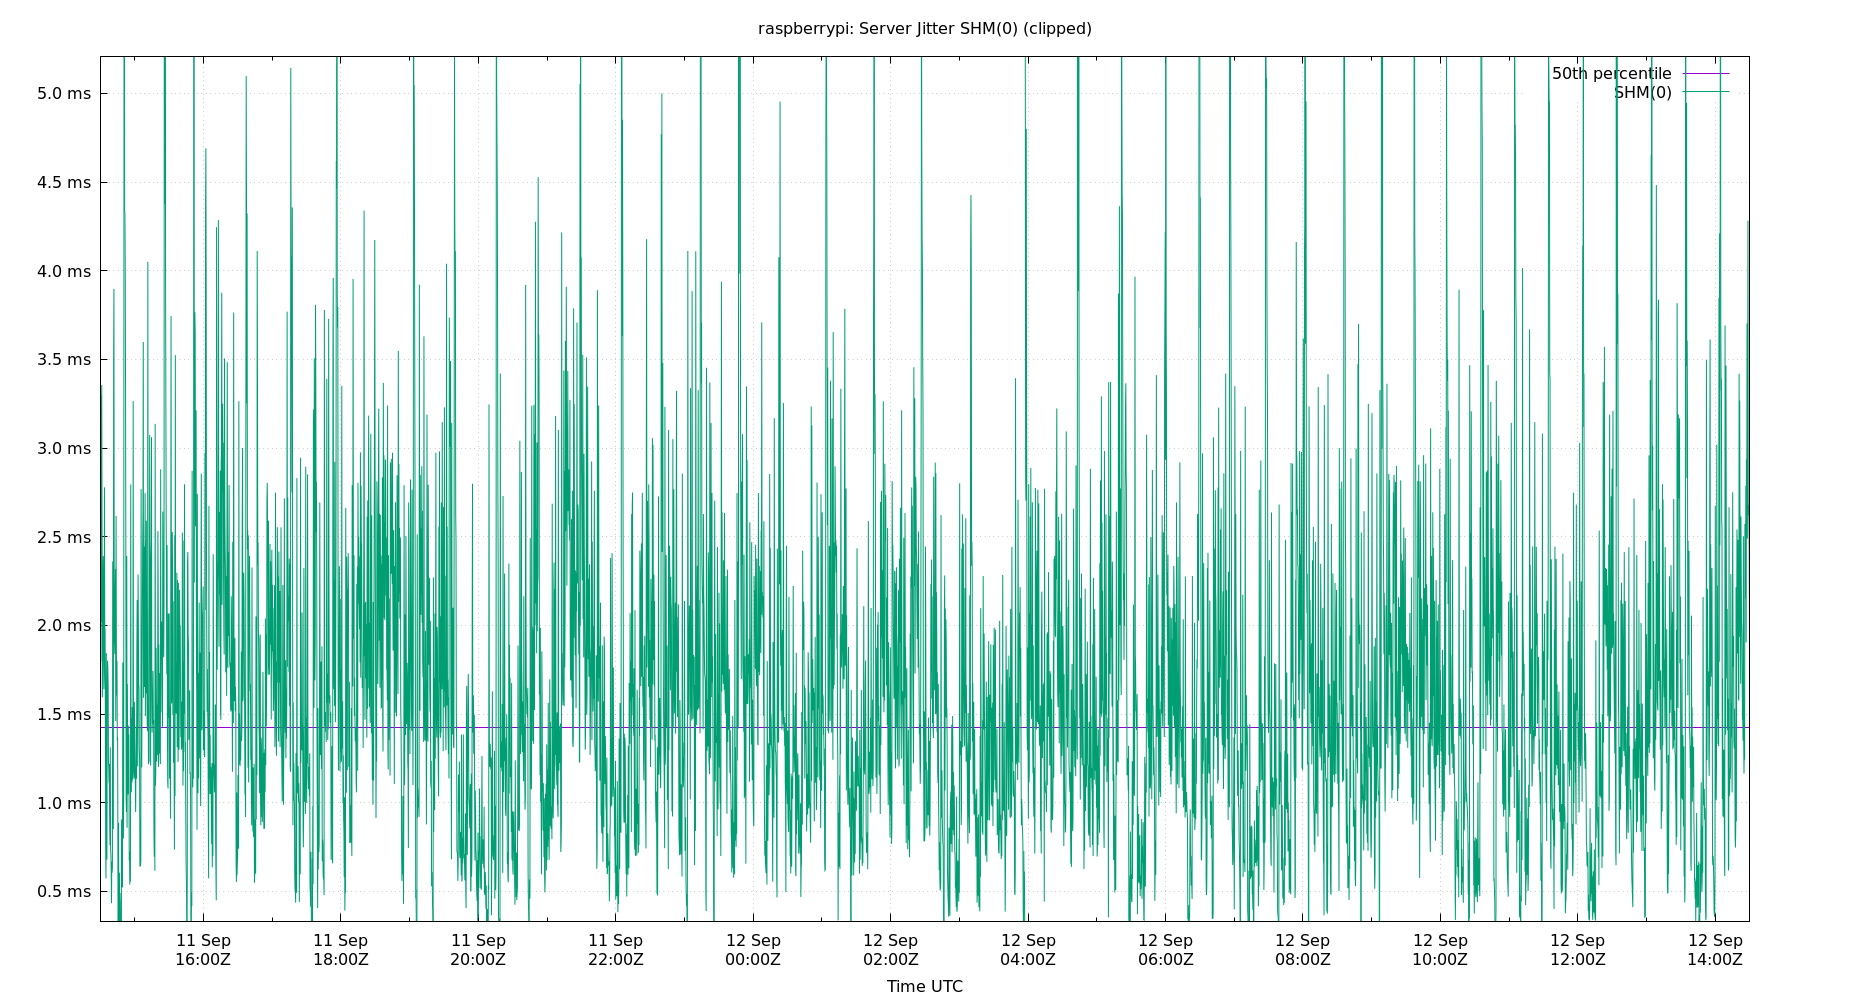 raspberrypi: Server Jitter SHM(0) (clipped)
50th percentile
SHM(0)
5.0 ms
4.5 ms
4.0 ms
3.5 ms
3.0 ms
2.5 ms
2.0 ms
1.5 ms
1.0 ms
0.5 ms
11 Sep 11 Sep 11 Sep 11 Sep 12 Sep 12 Sep 12 Sep 12 Sep 12 Sep 12 Sep 12 Sep 12 Sep
16:00Z 18:00Z 20:00Z 22:00Z 00:00Z 02:00Z 04:00Z 06:00Z 08:00Z 10:00Z 12:00Z 14:00Z
Time UTC